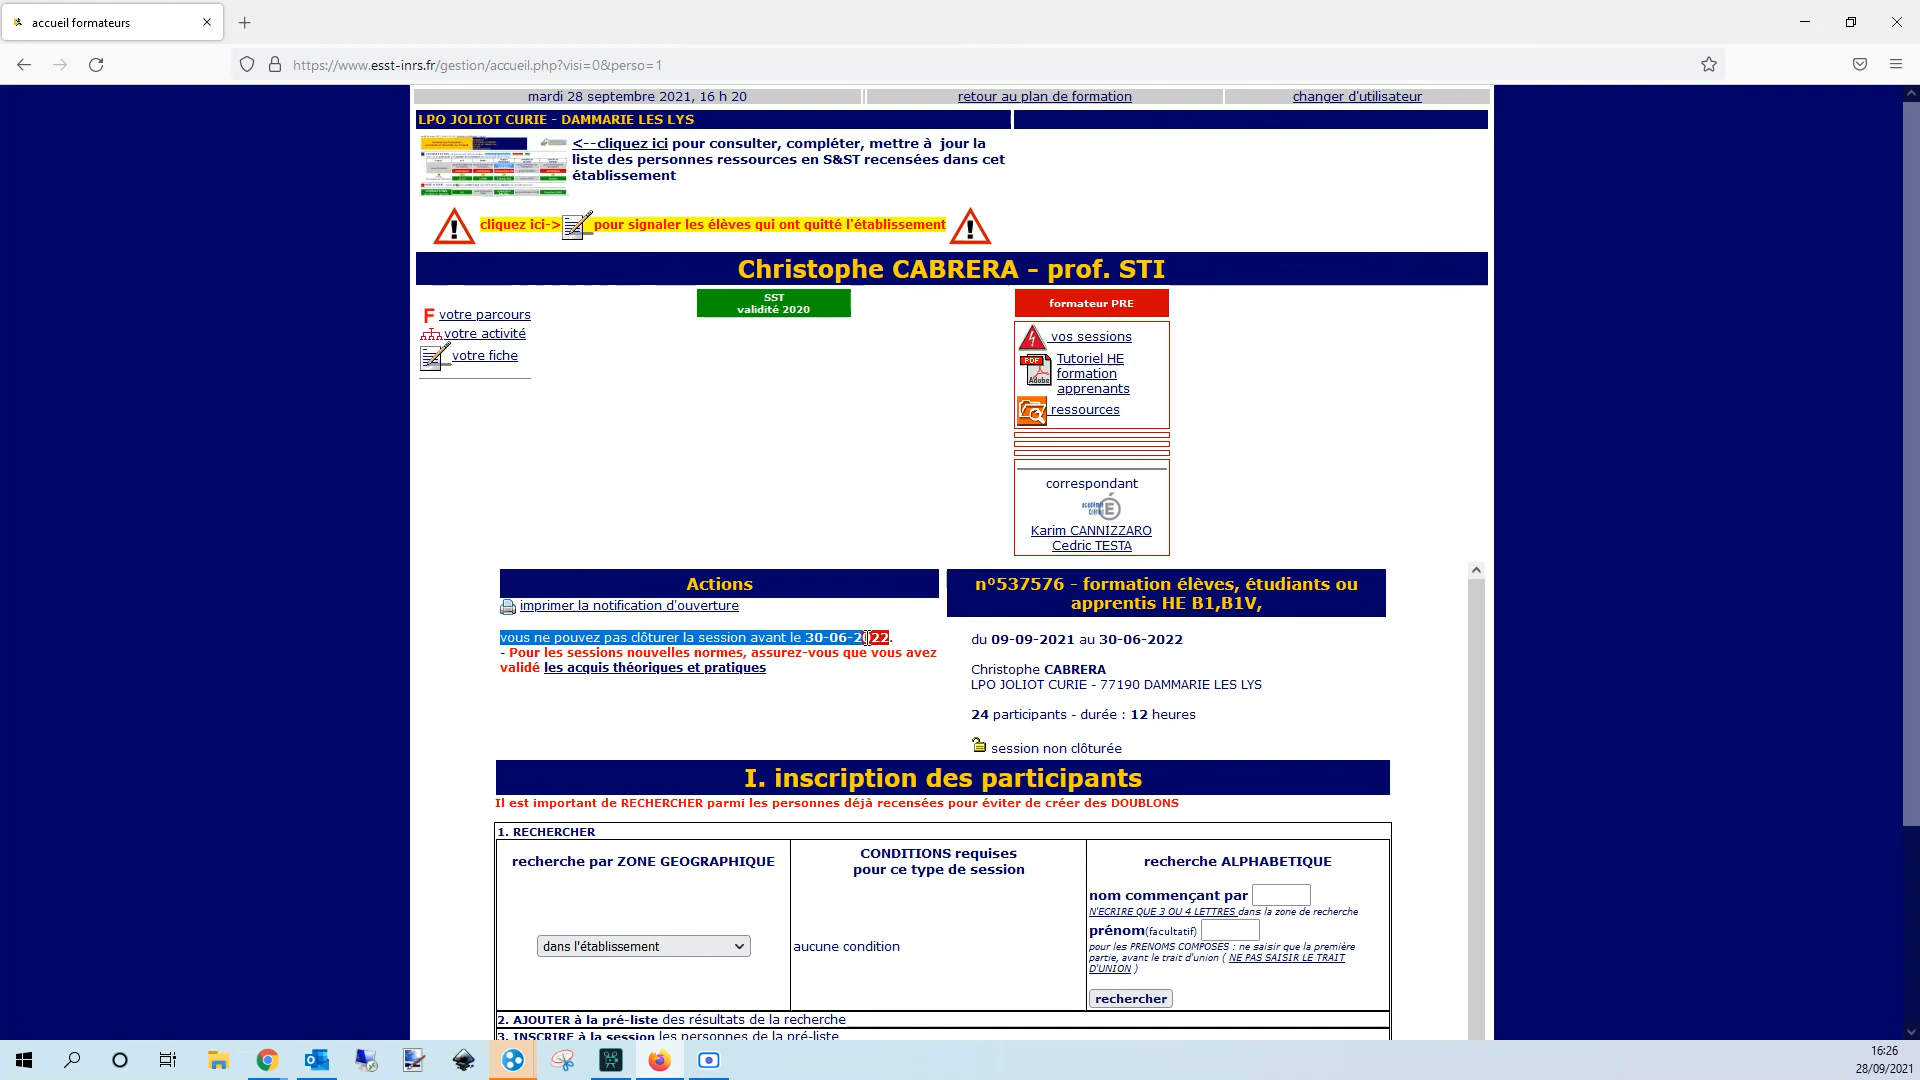 accueil formateurs
https://www.esst-inrs.fr/gestion/accueil.php?visi=0&perso=1
mardi 28 septembre 2021, 16 h 20
retour au plan de formation
changer d'utilisateur
LPO JOLIOT CURIE - DAMMARIE LES LYS
<--cliquez ici pour consulter, compléter, mettre à jour la
liste des personnes ressources en S&ST recensées dans cet
établissement
cliquez ici-> pour signaler les élèves qui ont quitté l'établissement
Christophe CABRERA - prof. STI
F votre parcours
votre activité
votre fiche
SST
validité 2020
formateur PRE
vos sessions
PDF
Adobe
Tutoriel HE
formation
apprenants
ressources
correspondant
Karim CANNIZZARO
Cedric TESTA
Actions
imprimer la notification d'ouverture
vous ne pouvez pas clôturer la session avant le 30-06-2022.
- Pour les sessions nouvelles normes, assurez-vous que vous avez
validé les acquis théoriques et pratiques
n°537576 - formation élèves, étudiants ou
apprentis HE B1,B1V,
du 09-09-2021 au 30-06-2022
Christophe CABRERA
LPO JOLIOT CURIE - 77190 DAMMARIE LES LYS
24 participants - durée : 12 heures
session non clôturée
I. inscription des participants
Il est important de RECHERCHER parmi les personnes déjà recensées pour éviter de créer des DOUBLONS
1. RECHERCHER
recherche par ZONE GEOGRAPHIQUE
dans l'établissement
CONDITIONS requises
pour ce type de session
aucune condition
recherche ALPHABETIQUE
nom commençant par
N'ECRIRE QUE 3 OU 4 LETTRES dans la zone de recherche
prénom(facultatif)
pour les PRENOMS COMPOSES : ne saisir que la première
partie, avant le trait d'union ( NE PAS SAISIR LE TRAIT
D'UNION )
rechercher
2. AJOUTER à la pré-liste des résultats de la recherche
3. INSCRIRE à la session les personnes de la pré-liste
16:26
28/09/2021